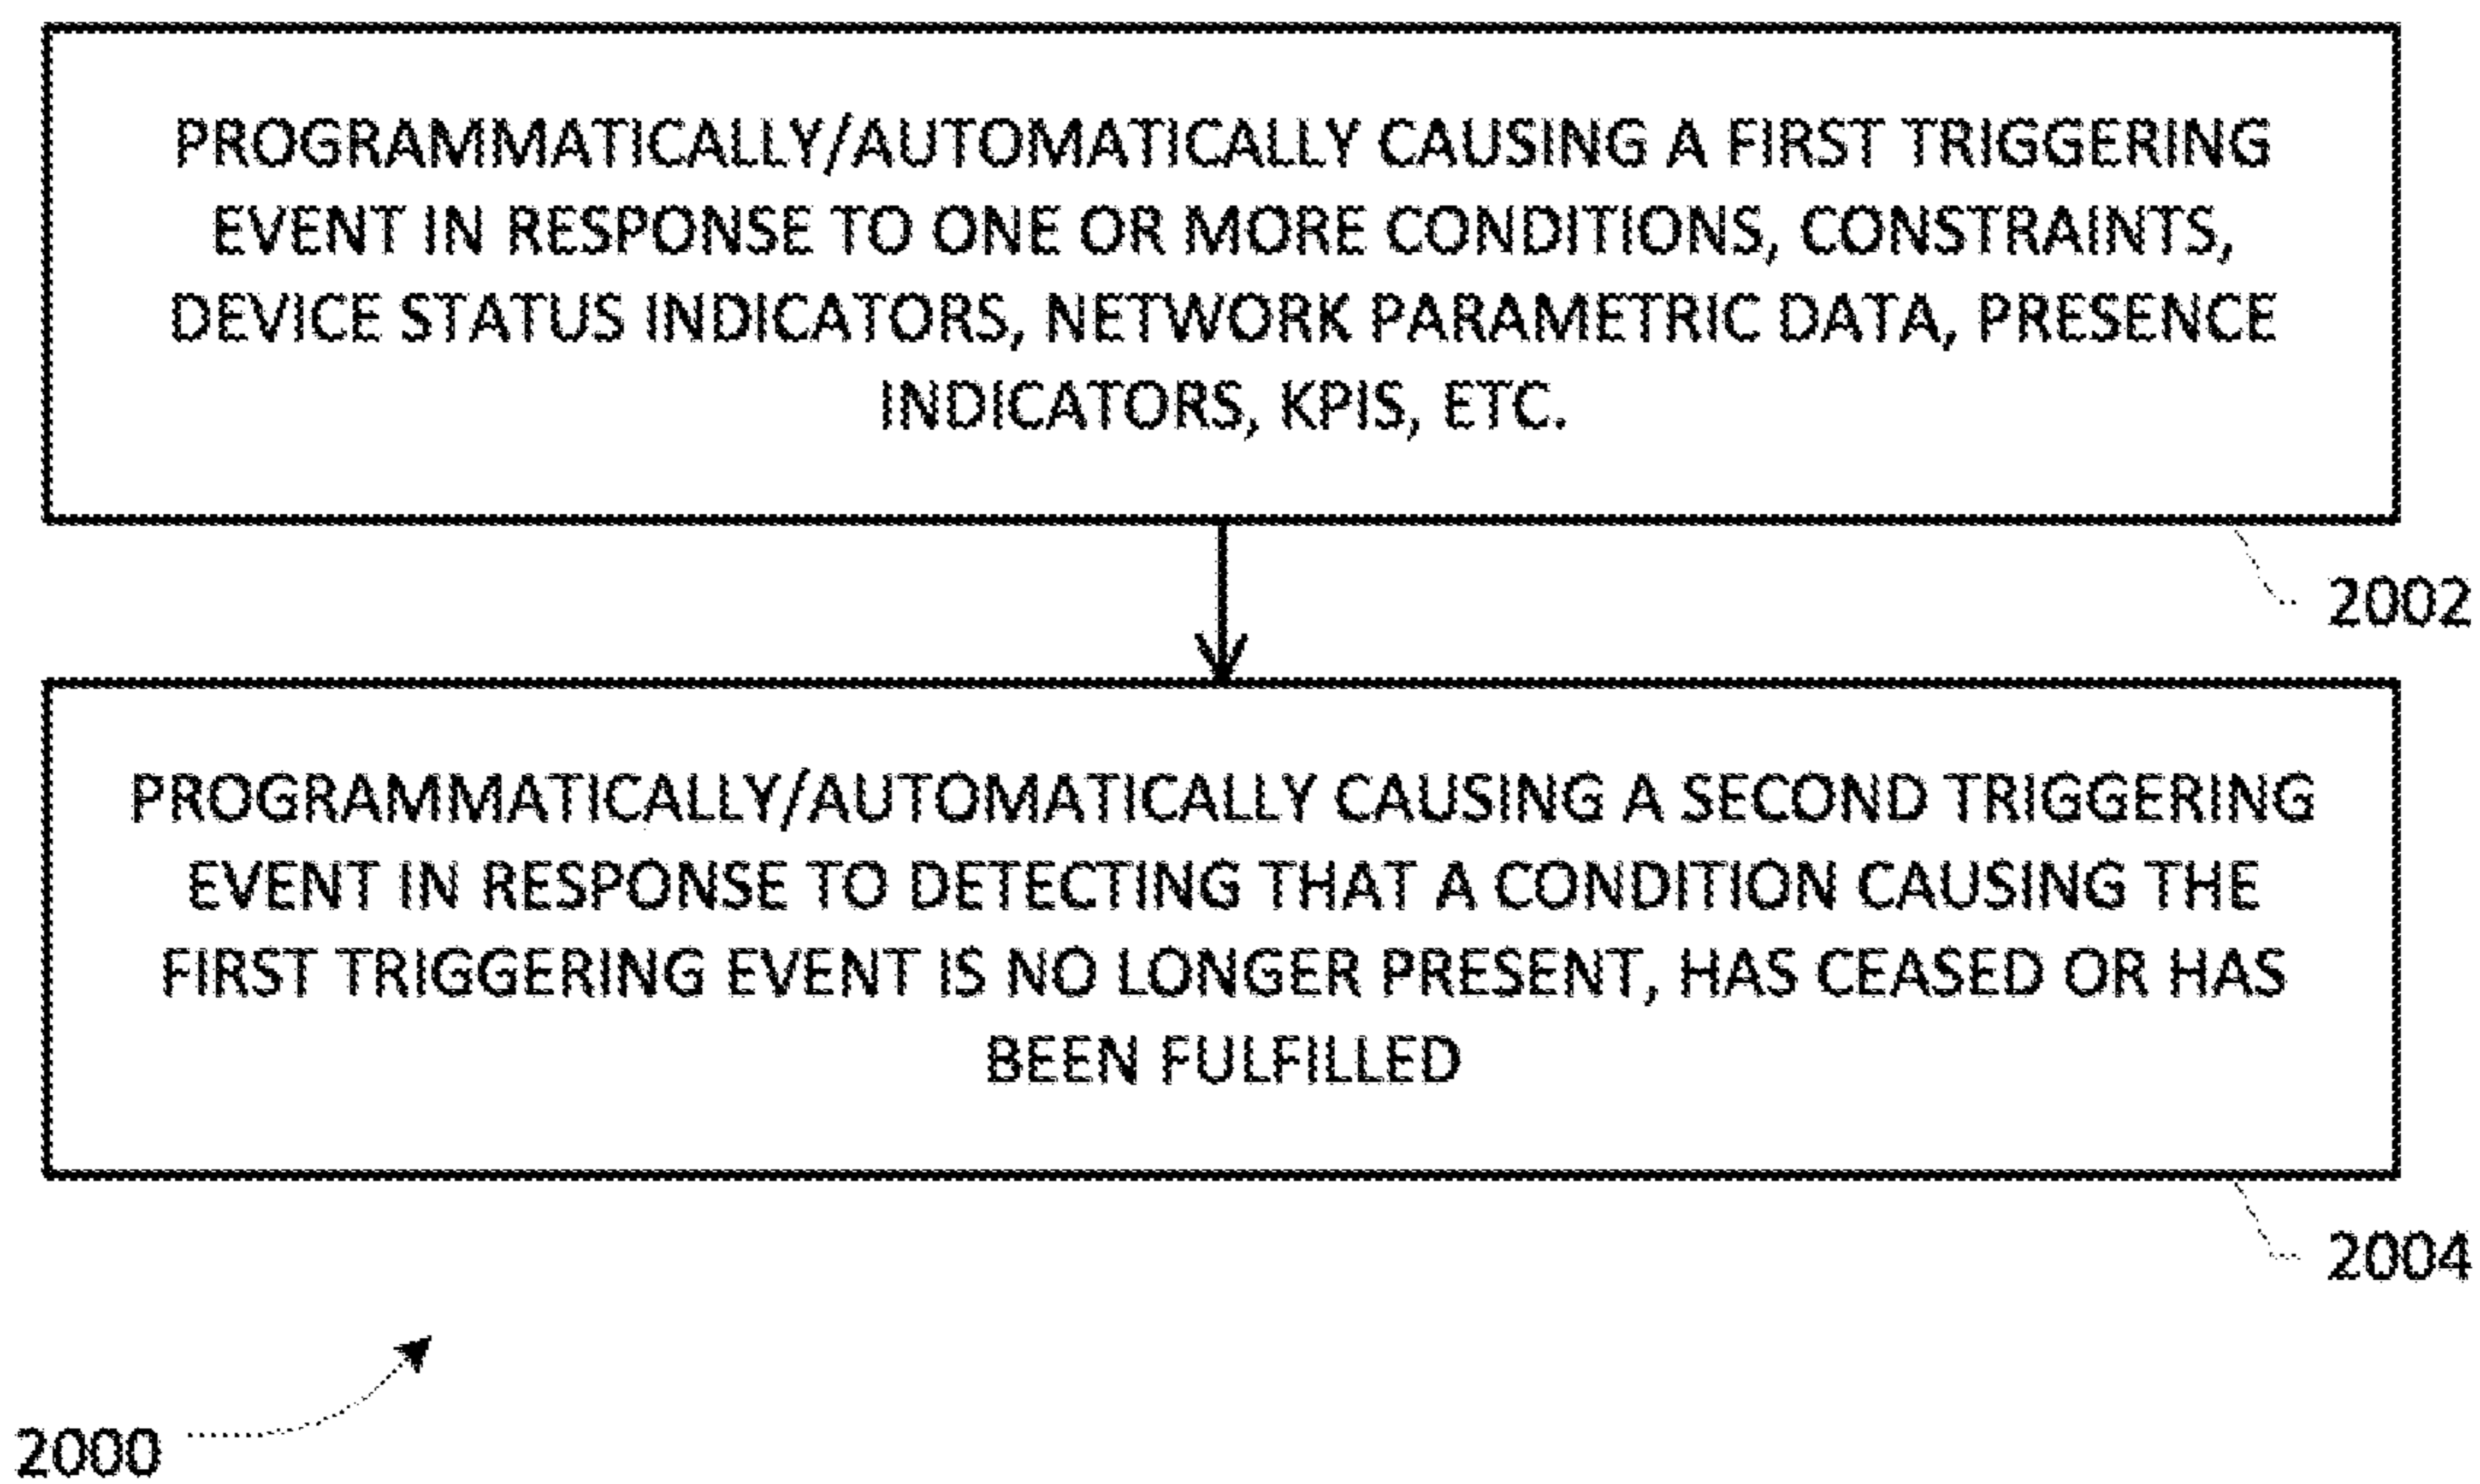 PROGRAMMATICALLY/AUTOMATICALLY CAUSING A FIRST TRIGGERING
EVENT IN RESPONSE TO ONE OR MORE CONDITIONS, CONSTRAINTS,
DEVICE STATUS INDICATORS, NETWORK PARAMETRIC DATA, PRESENCE
INDICATORS, KPIS, ETC.
2002
PROGRAMMATICALLY/AUTOMATICALLY CAUSING A SECOND TRIGGERING
EVENT IN RESPONSE TO DETECTING THAT A CONDITION CAUSING THE
FIRST TRIGGERING EVENT IS NO LONGER PRESENT, HAS CEASED OR HAS
BEEN FULFILLED
2004
2000